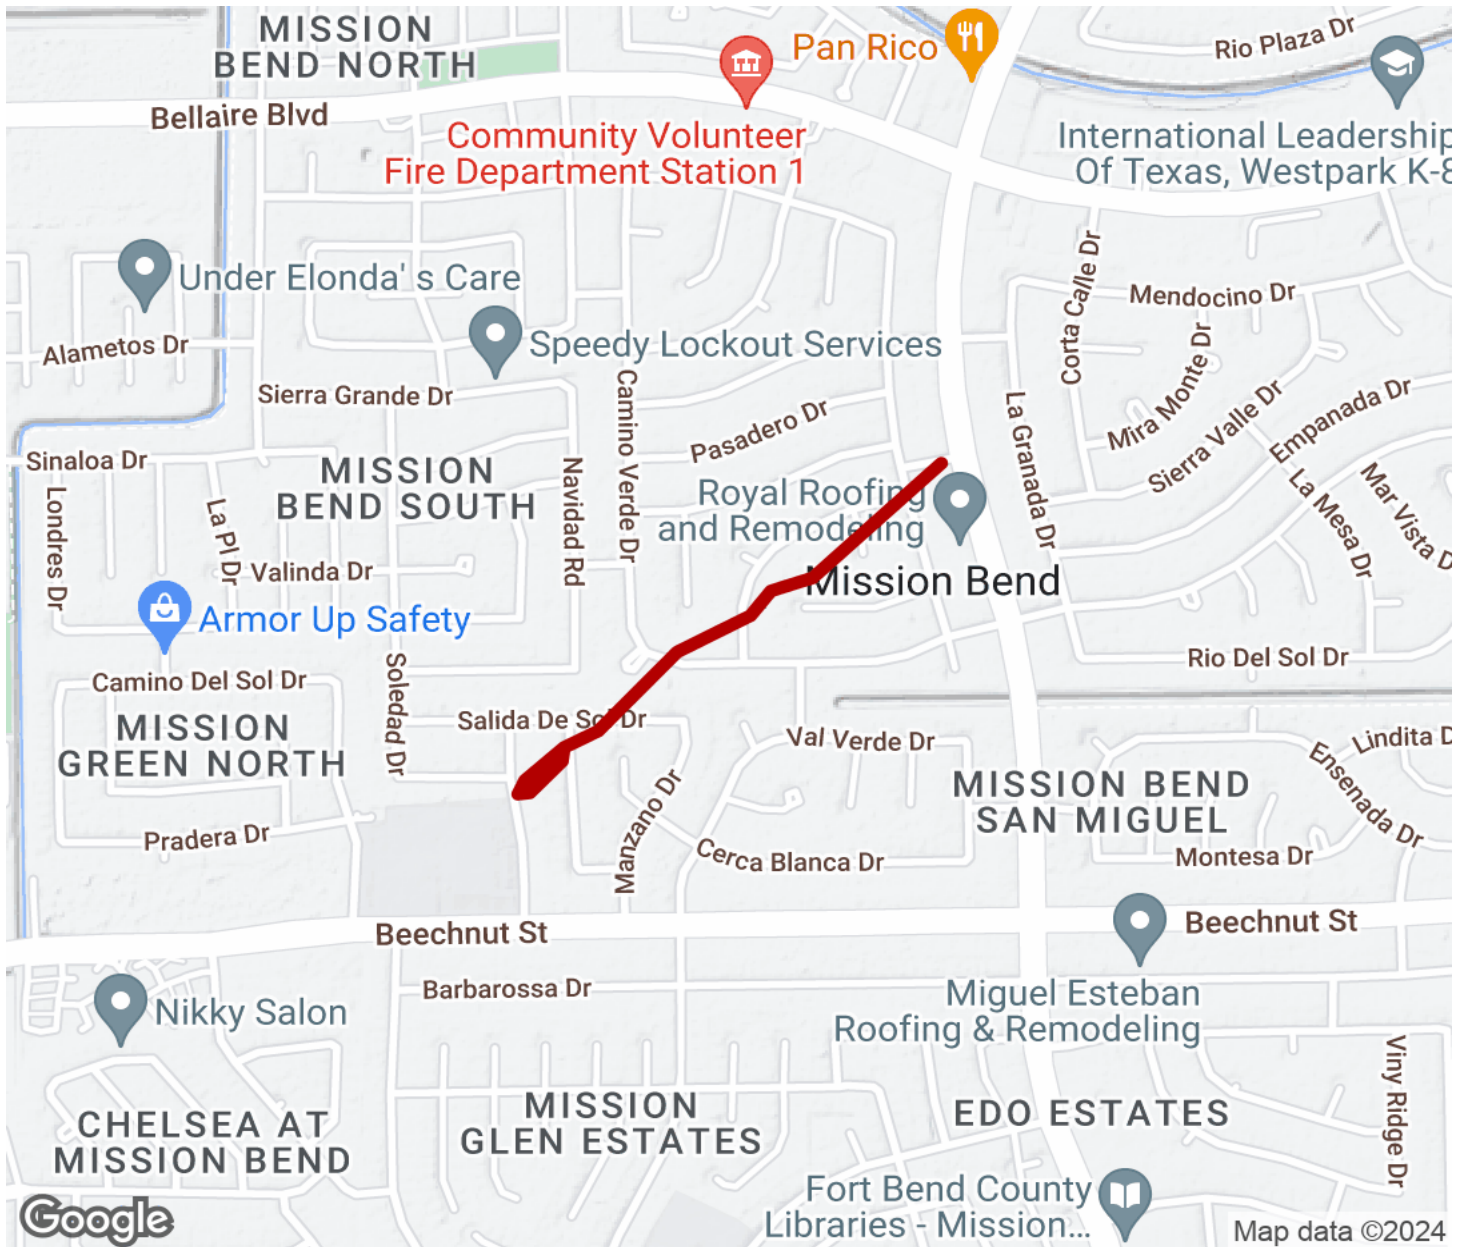 MISSION
BEND NORTH
Pan Rico
Rio Plaza Dr
Bellaire Blvd
Community Volunteer
Fire Department Station 1
International Leadership
Of Texas, Westpark K-8
Under Elonda' s Care
Corta Calle Dr
Mendocino Dr
Alametos Dr
Speedy Lockout Services
Mira Monte Dr
Sierra Grande Dr
Camino Verde Dr
La Granada Dr
Sierra Valle Dr
Empanada Dr
Pasadero Dr
Sinaloa Dr
MISSION
BEND SOUTH
Navidad Rd
La Mesa Dr
Mar Vista D
Londres Dr
La Pl Dr
Royal Roofing
and Remodeling
Valinda Dr
Mission Bend
Armor Up Safety
Soledad Dr
Rio Del Sol Dr
Camino Del Sol Dr
MISSION
GREEN NORTH
Salida De Sol Dr
Val Verde Dr
Lindita D
Ensenada Dr
MISSION BEND
SAN MIGUEL
Manzano Dr
Pradera Dr
Cerca Blanca Dr
Montesa Dr
Beechnut St
Beechnut St
Barbarossa Dr
Miguel Esteban
Roofing & Remodeling
Nikky Salon
Viny Ridge Dr
MISSION
GLEN ESTATES
EDO ESTATES
CHELSEA AT
MISSION BEND
Fort Bend County
Libraries - Mission...
Google
Map data ©2024